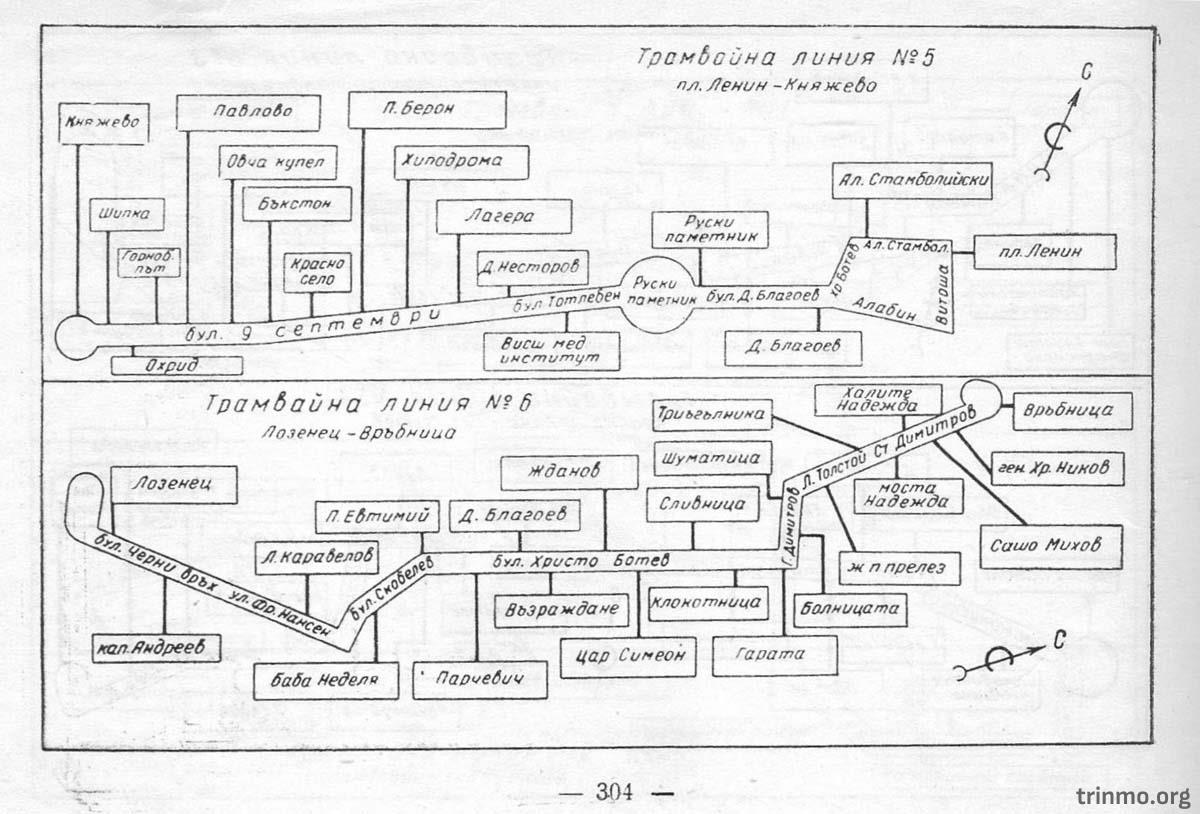 Трамвайна линия №5
пл. Ленин – Княжево
С
Княжево
Павлово
П. Берон
Овча купел
Хиподрома
Бъкстон
Шипка
Лагера
Ал. Стамболийски
Руски
паметник
Горноб.
път
Красно
село
Д. Несторов
пл. Ленин
Хр Ботев
Ал. Стамбол.
Витоша
Алабин
бул. 9 септември
бул. Тотлебен
Руски
паметник
бул. Д. Благоев
Охрид
Висш мед
институт
Д. Благоев
Трамвайна линия №6
Лозенец – Връбница
Халите
Надежда
Триъгълника
Връбница
Шуматица
Лозенец
Жданов
Сливница
П. Евтимий
Д. Благоев
Л. Каравелов
ген. Хр. Николов
моста
Надежда
Сашо Михов
жп прелез
бул. Черни връх
ул. Фр. Нансен
бул. Скобелев
бул. Христо Ботев
Г. Димитров
Л. Толстой
Ст. Димитров
Възраждане
Клокотница
Болницата
кап. Андреев
Баба Неделя
Парчевич
Цар Симеон
Гарата
С
— 304 —
trinmo.org